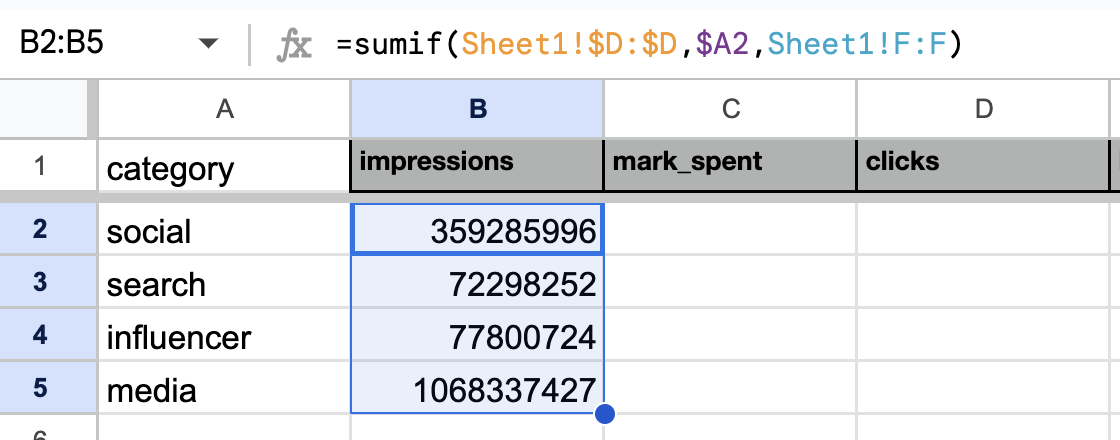 B2:B5 fx =sumif(Sheet1!$D:$D,$A2,Sheet1!F:F)
A B C D
1 category impressions mark_spent clicks
2 social 359285996
3 search 72298252
4 influencer 77800724
5 media 1068337427
6